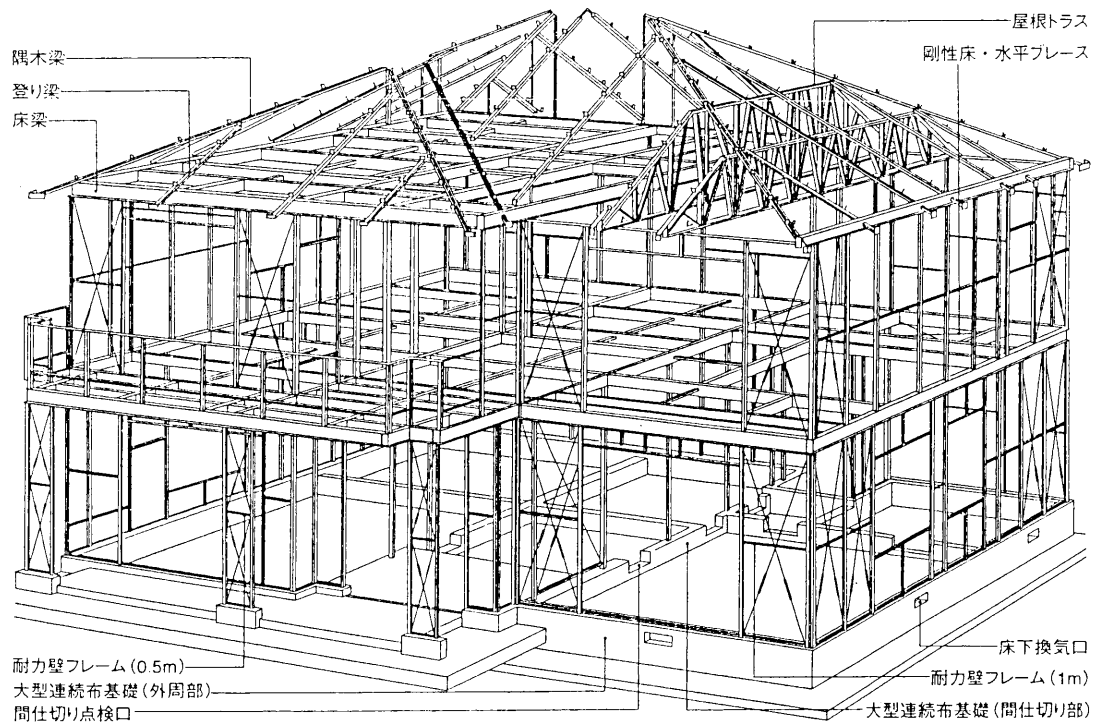 屋根トラス
剛性床・水平ブレース
隅木梁
登り梁
床梁
耐力壁フレーム(0.5m)
大型連続布基礎(外周部)
間仕切り点検口
床下換気口
耐力壁フレーム(1m)
大型連続布基礎(間仕切り部)